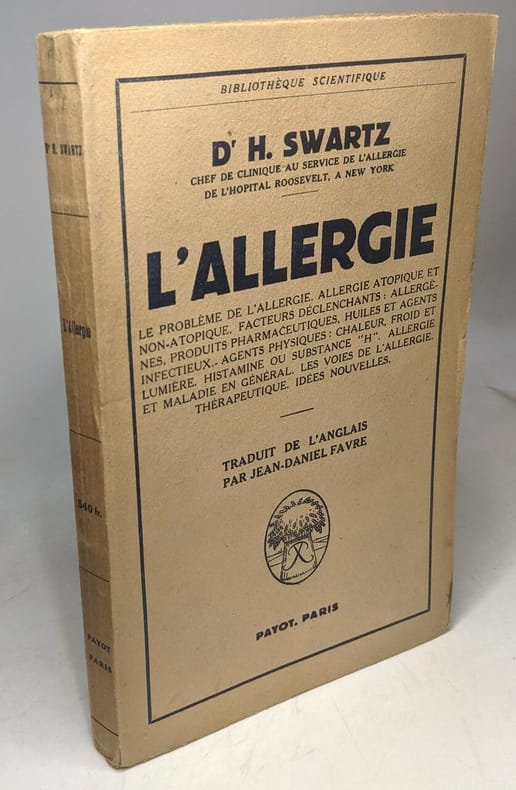 BIBLIOTHÈQUE SCIENTIFIQUE
Dr H. SWARTZ
CHEF DE CLINIQUE AU SERVICE DE L'ALLERGIE
DE L'HOPITAL ROOSEVELT, A NEW YORK
L'ALLERGIE
LE PROBLÈME DE L'ALLERGIE. ALLERGIE ATOPIQUE ET
NON-ATOPIQUE. FACTEURS DÉCLENCHANTS : ALLERGÈ-
NES, PRODUITS PHARMACEUTIQUES, HUILES ET AGENTS
INFECTIEUX. - AGENTS PHYSIQUES : CHALEUR, FROID ET
LUMIÈRE. HISTAMINE OU SUBSTANCE "H". ALLERGIE
ET MALADIE EN GÉNÉRAL. LES VOIES DE L'ALLERGIE.
THÉRAPEUTIQUE. IDÉES NOUVELLES.
TRADUIT DE L'ANGLAIS
PAR JEAN-DANIEL FAVRE
PAYOT, PARIS
Dr H. SWARTZ
L'Allergie
540 fr.
PAYOT
PARIS